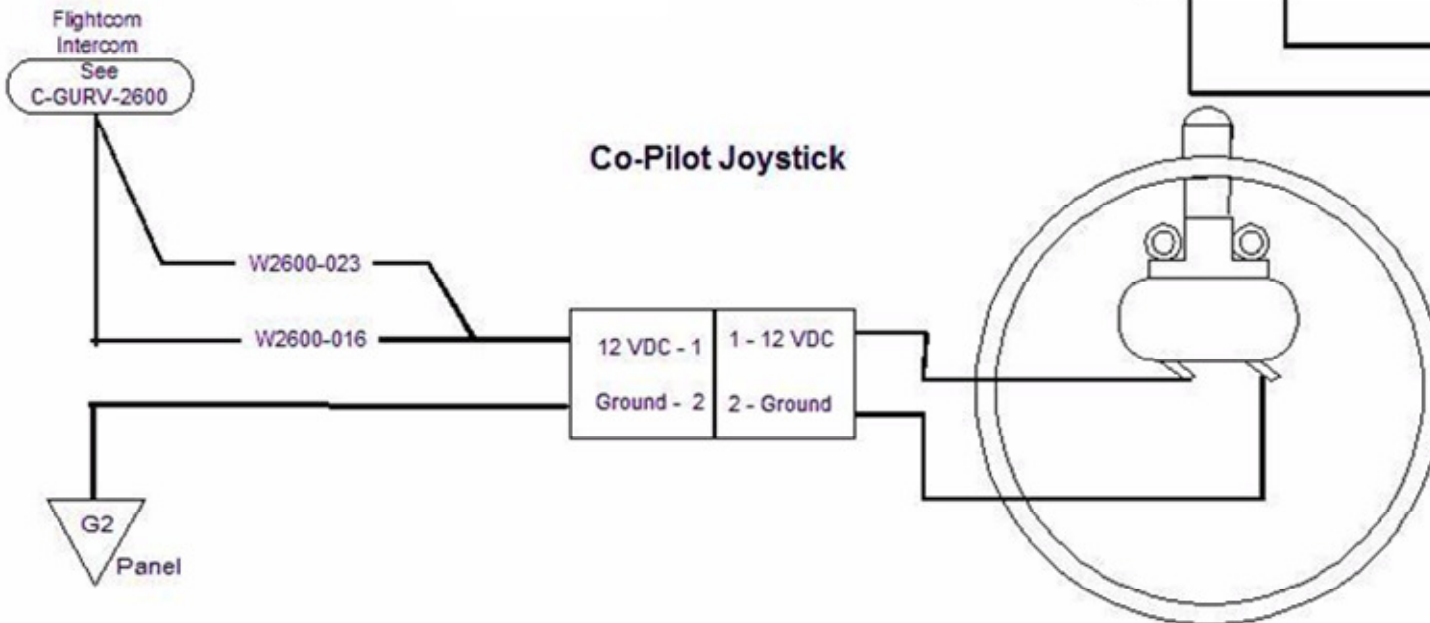 Flightcom
Intercom
See
C-GURV-2600
Co-Pilot Joystick
W2600-023
W2600-016
12 VDC - 1
1 - 12 VDC
Ground - 2
2 - Ground
G2
Panel